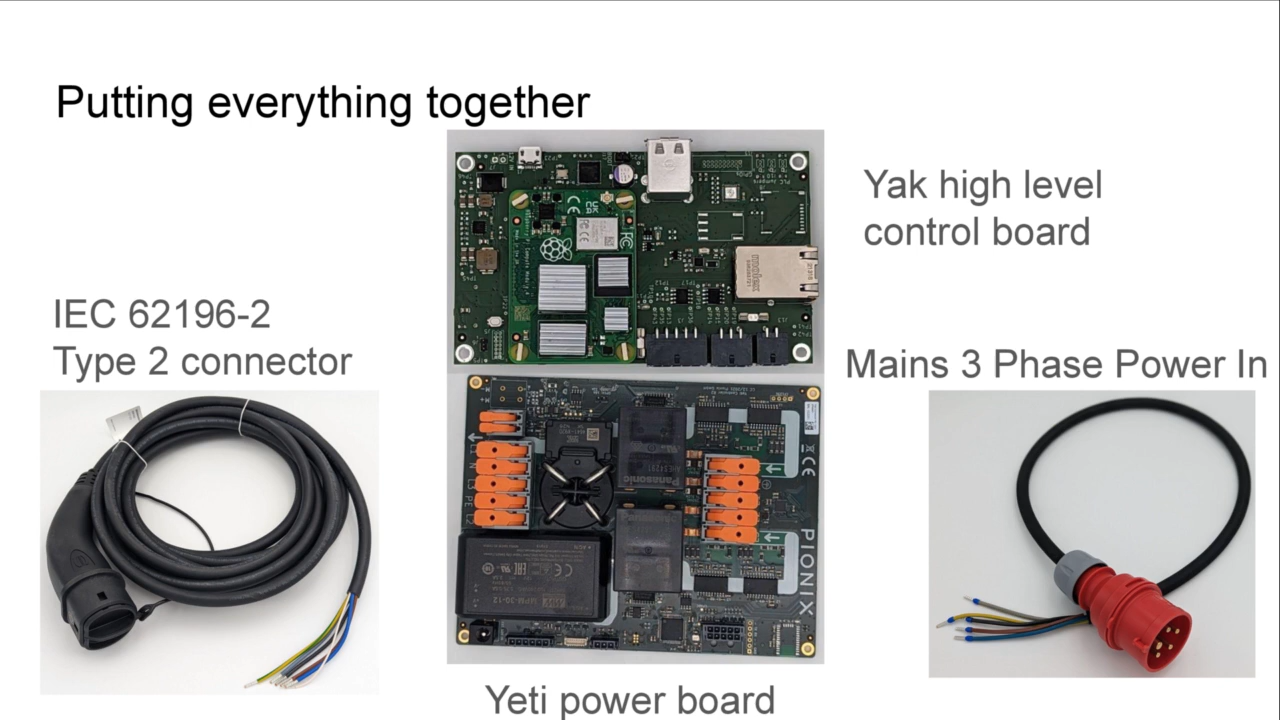 Putting everything together
Yak high level
control board
IEC 62196-2
Type 2 connector
Mains 3 Phase Power In
Panasonic
PIONIX
Yeti power board